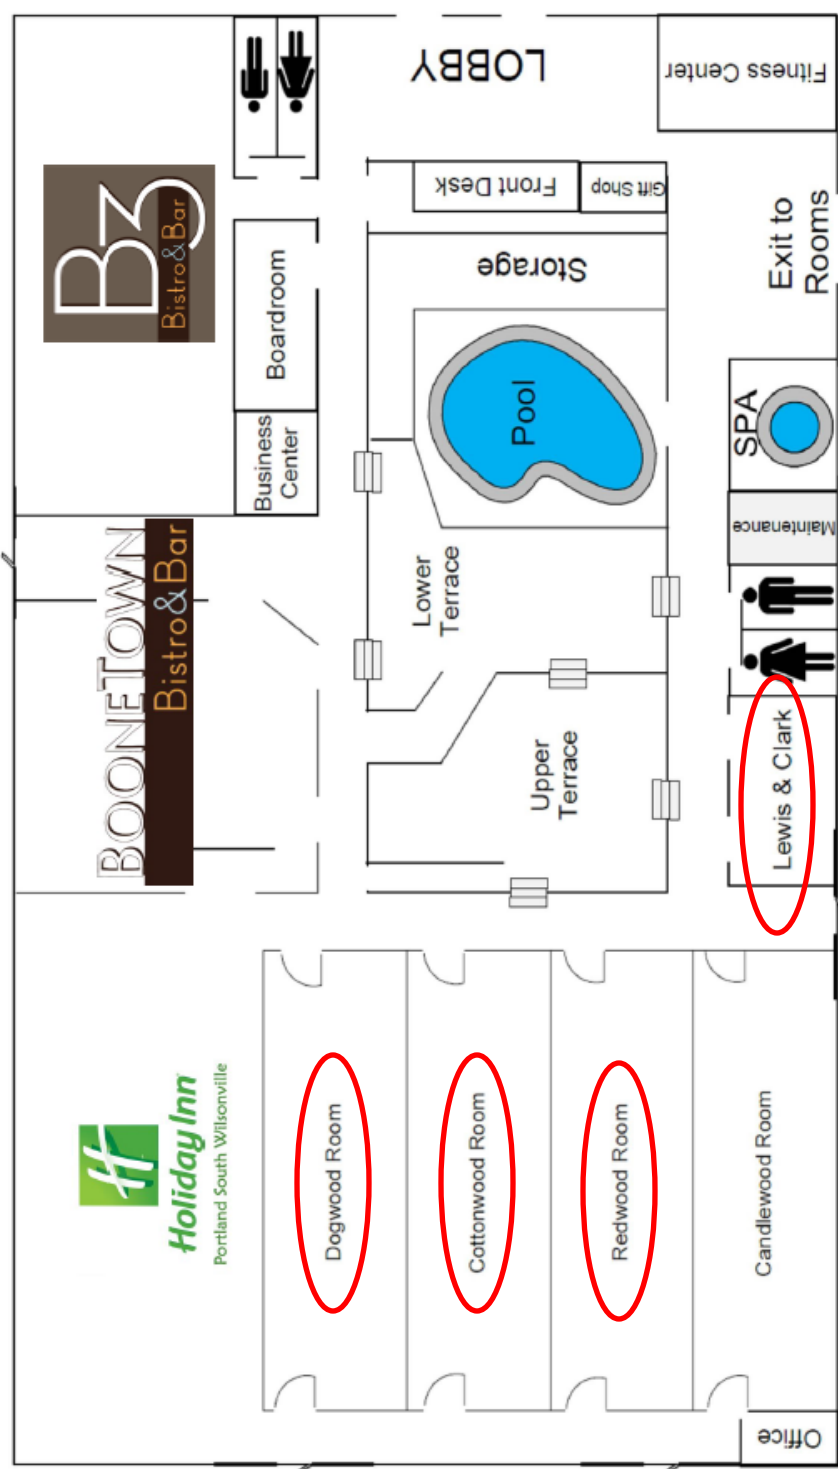 LOBBY
Fitness Center
Front Desk
Gift Shop
Storage
Exit to
Rooms
B3
Bistro&Bar
Boardroom
Business
Center
Pool
SPA
Maintenance
BOONETOWN
Bistro&Bar
Lower
Terrace
Upper
Terrace
Lewis & Clark
H
Holiday Inn
Portland South Wilsonville
Dogwood Room
Cottonwood Room
Redwood Room
Candlewood Room
Office